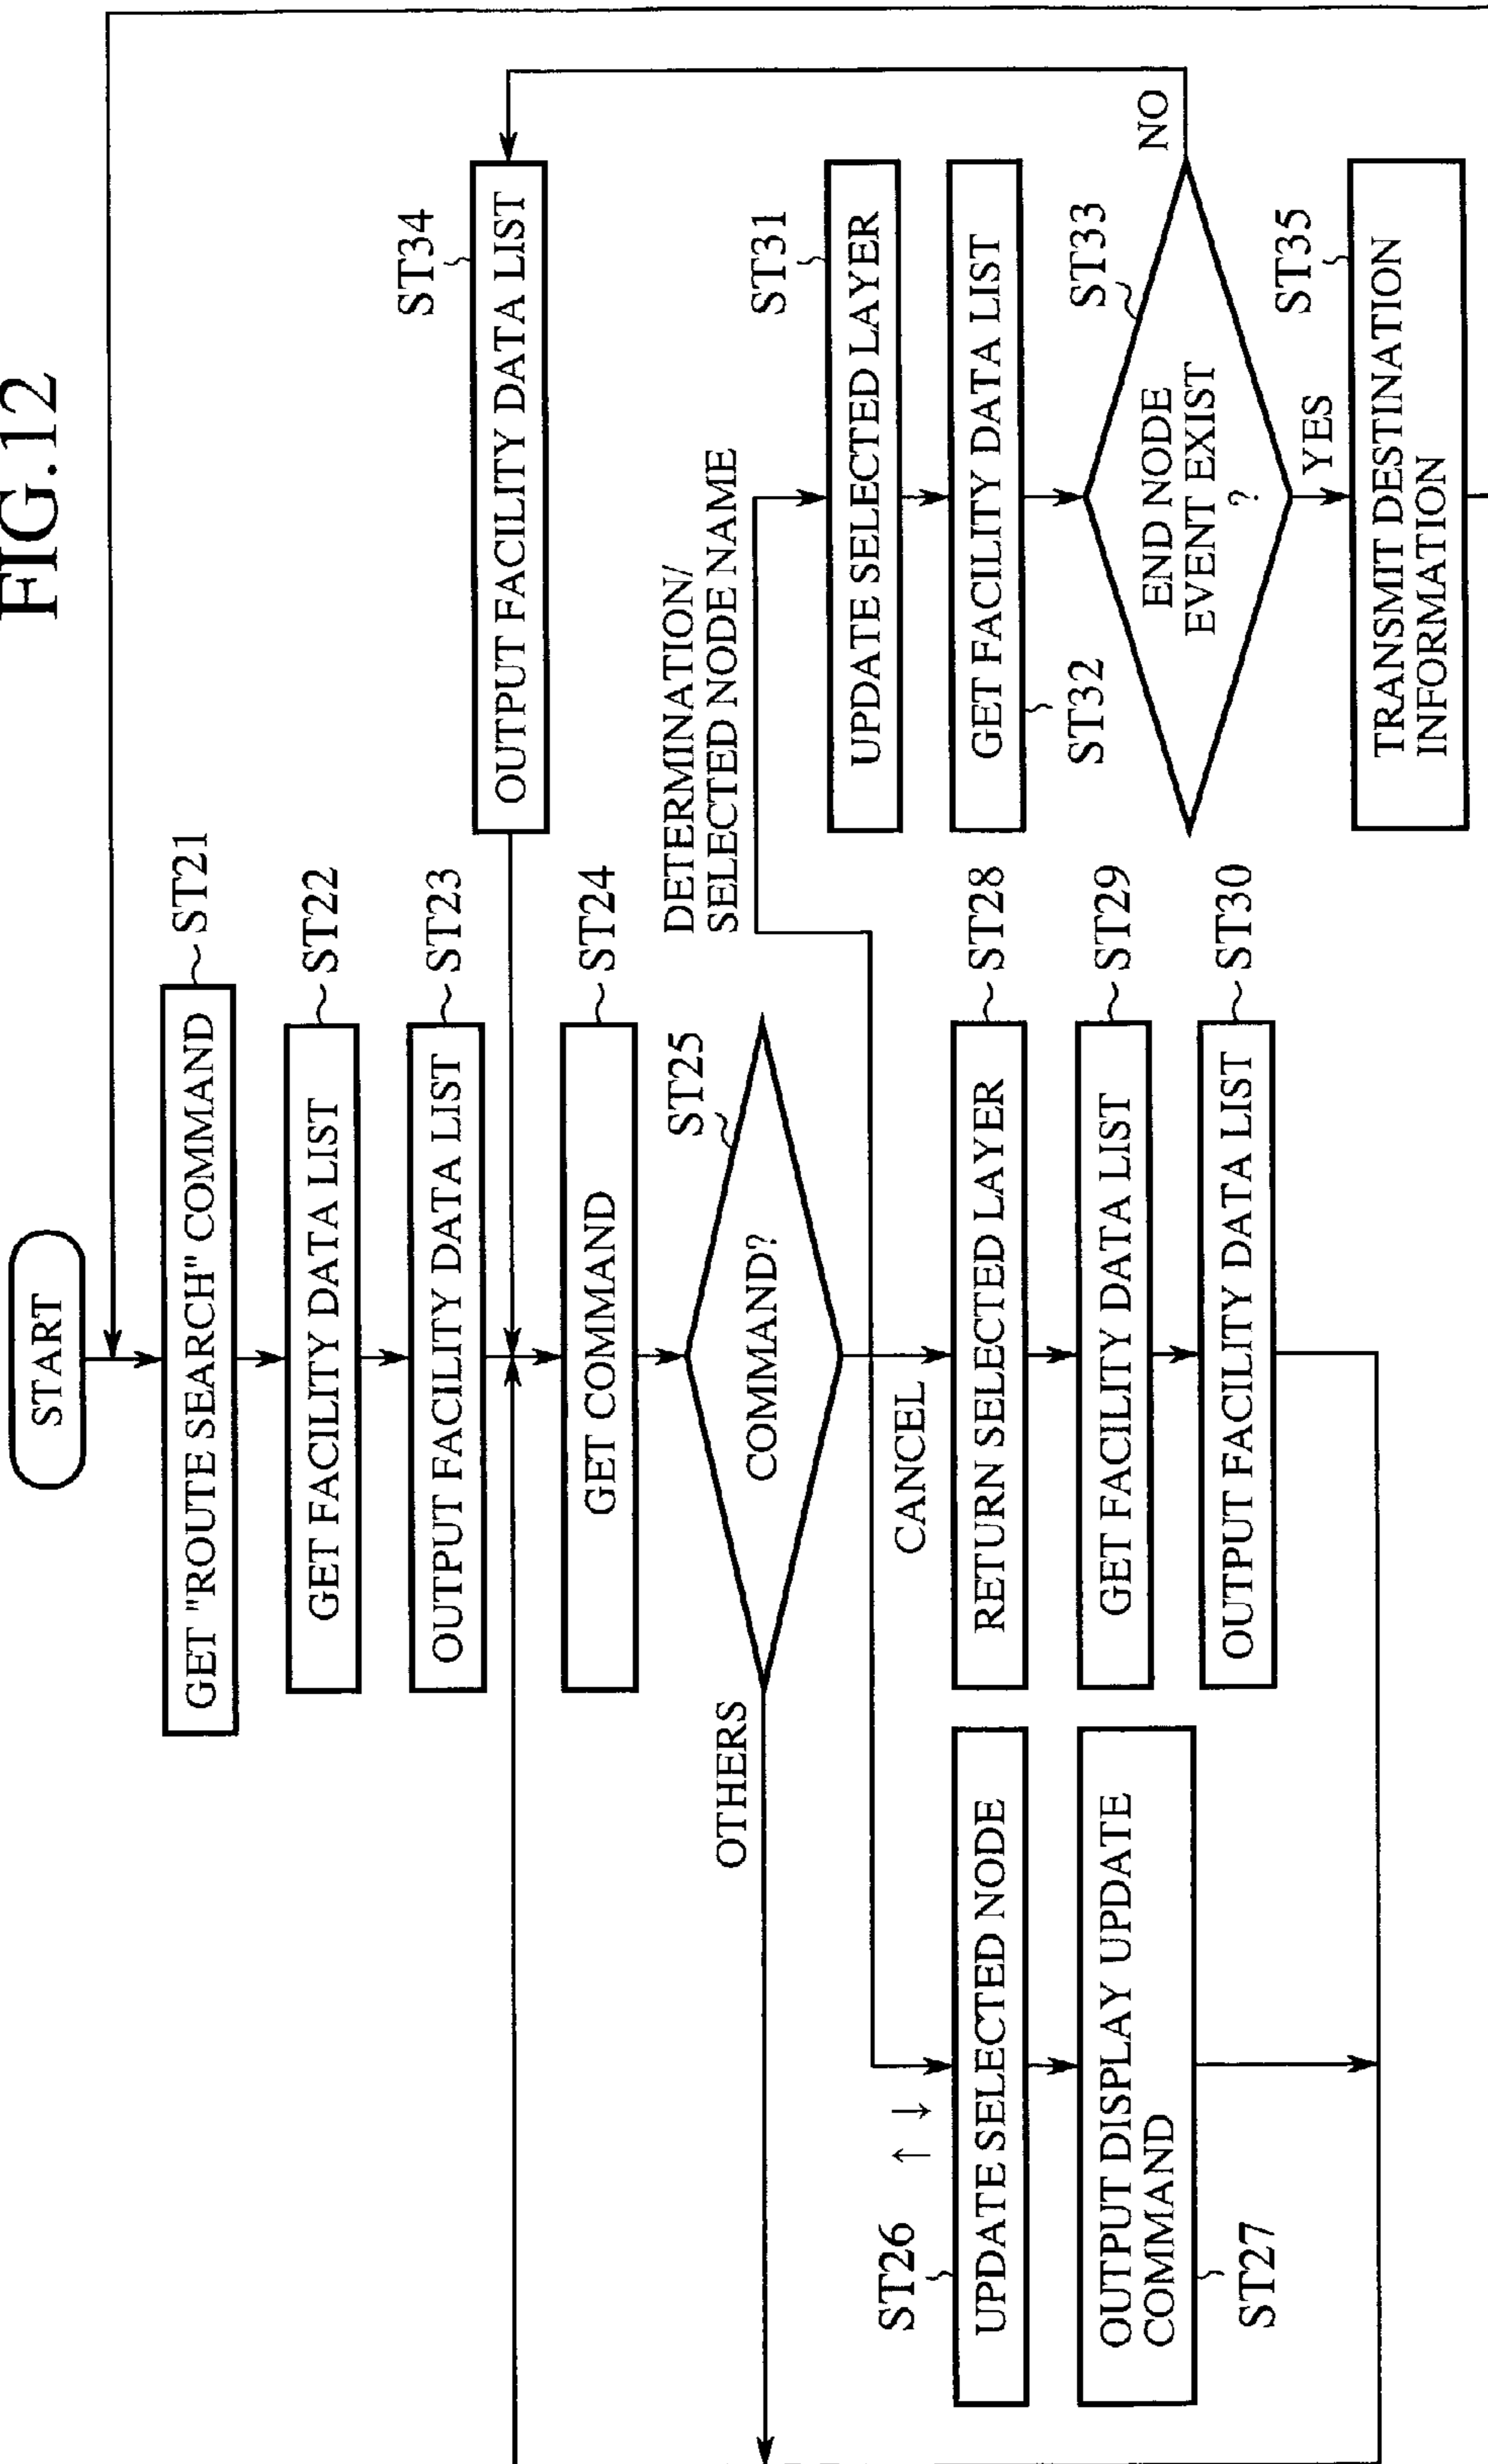 FIG.12
START
GET "ROUTE SEARCH" COMMAND
ST21
GET FACILITY DATA LIST
ST22
OUTPUT FACILITY DATA LIST
ST23
OUTPUT FACILITY DATA LIST
ST34
GET COMMAND
ST24
COMMAND?
ST25
OTHERS
DETERMINATION/
SELECTED NODE NAME
↑ ↓
CANCEL
ST26
UPDATE SELECTED NODE
OUTPUT DISPLAY UPDATE
COMMAND
ST27
RETURN SELECTED LAYER
ST28
GET FACILITY DATA LIST
ST29
OUTPUT FACILITY DATA LIST
ST30
UPDATE SELECTED LAYER
ST31
GET FACILITY DATA LIST
ST32
END NODE
EVENT EXIST
?
ST33
NO
YES
TRANSMIT DESTINATION
INFORMATION
ST35